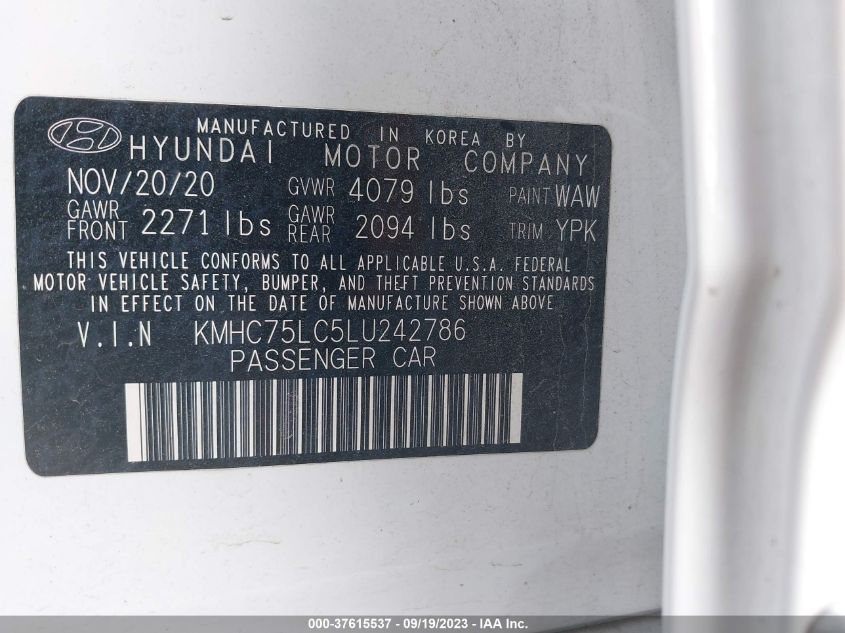 MANUFACTURED IN KOREA BY
HYUNDAI MOTOR COMPANY
NOV/20/20 GVWR 4079 lbs PAINT WAW
GAWR FRONT 2271 lbs GAWR REAR 2094 lbs TRIM YPK
THIS VEHICLE CONFORMS TO ALL APPLICABLE U.S.A. FEDERAL
MOTOR VEHICLE SAFETY, BUMPER, AND THEFT PREVENTION STANDARDS
IN EFFECT ON THE DATE OF MANUFACTURE SHOWN ABOVE
V.I.N KMHC75LC5LU242786
PASSENGER CAR
000-37615537 - 09/19/2023 - IAA Inc.